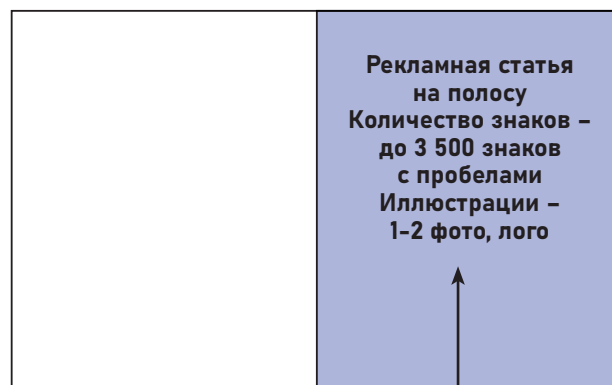 Рекламная статья
на полосу
Количество знаков –
до 3 500 знаков
с пробелами
Иллюстрации –
1-2 фото, лого